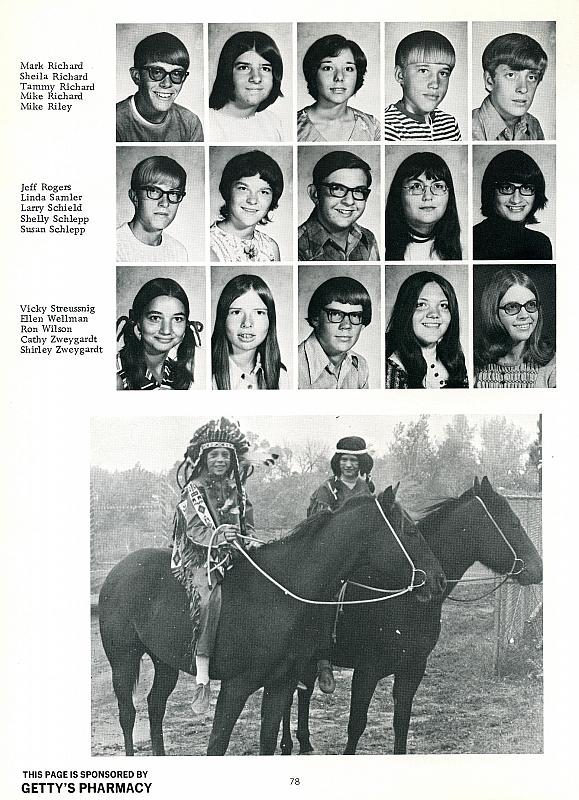 Mark Richard
Sheila Richard
Tammy Richard
Mike Richard
Mike Riley
Jeff Rogers
Linda Samler
Larry Schield
Shelly Schlepp
Susan Schlepp
Vicky Streussnig
Ellen Wellman
Ron Wilson
Cathy Zweygardt
Shirley Zweygardt
THIS PAGE IS SPONSORED BY
GETTY'S PHARMACY
78